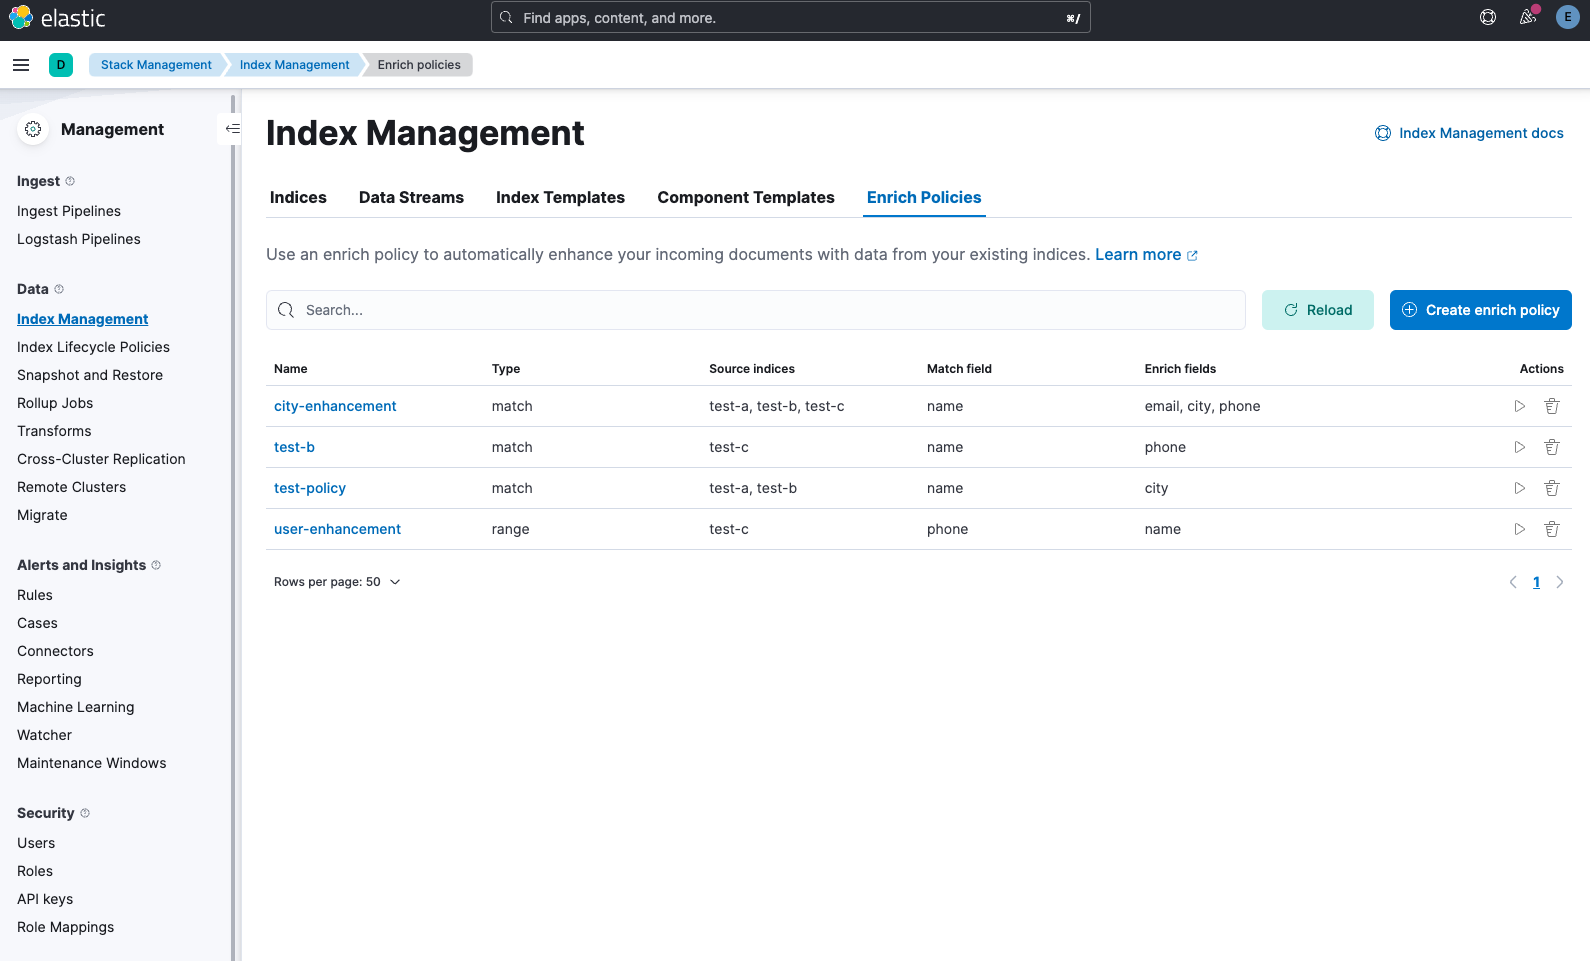 elastic
Find apps, content, and more. ⌘/
E
D Stack Management Index Management Enrich policies
Management
Ingest
Ingest Pipelines
Logstash Pipelines
Data
Index Management
Index Lifecycle Policies
Snapshot and Restore
Rollup Jobs
Transforms
Cross-Cluster Replication
Remote Clusters
Migrate
Alerts and Insights
Rules
Cases
Connectors
Reporting
Machine Learning
Watcher
Maintenance Windows
Security
Users
Roles
API keys
Role Mappings
Index Management
Index Management docs
Indices Data Streams Index Templates Component Templates Enrich Policies
Use an enrich policy to automatically enhance your incoming documents with data from your existing indices. Learn more
Search...
Reload
Create enrich policy
Name Type Source indices Match field Enrich fields Actions
city-enhancement match test-a, test-b, test-c name email, city, phone
test-b match test-c name phone
test-policy match test-a, test-b name city
user-enhancement range test-c phone name
Rows per page: 50
1